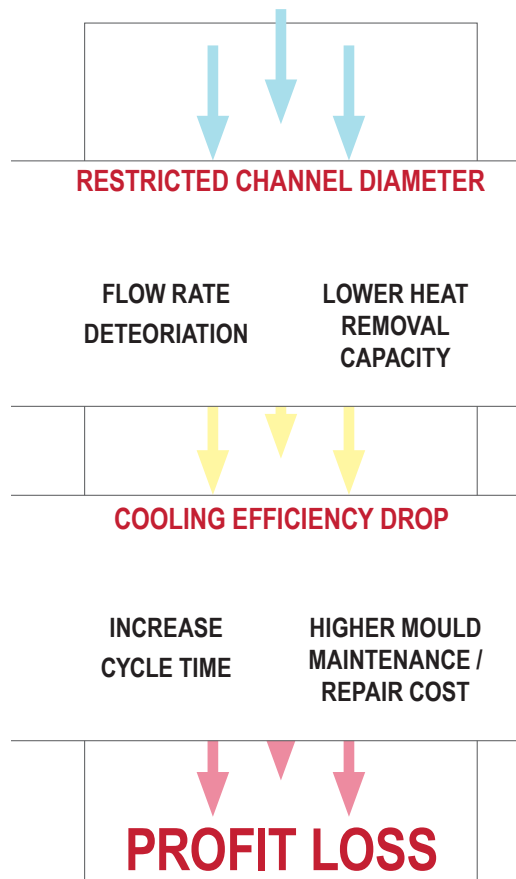 RESTRICTED CHANNEL DIAMETER
FLOW RATE
DETEORIATION
LOWER HEAT
REMOVAL
CAPACITY
COOLING EFFICIENCY DROP
INCREASE
CYCLE TIME
HIGHER MOULD
MAINTENANCE /
REPAIR COST
PROFIT LOSS